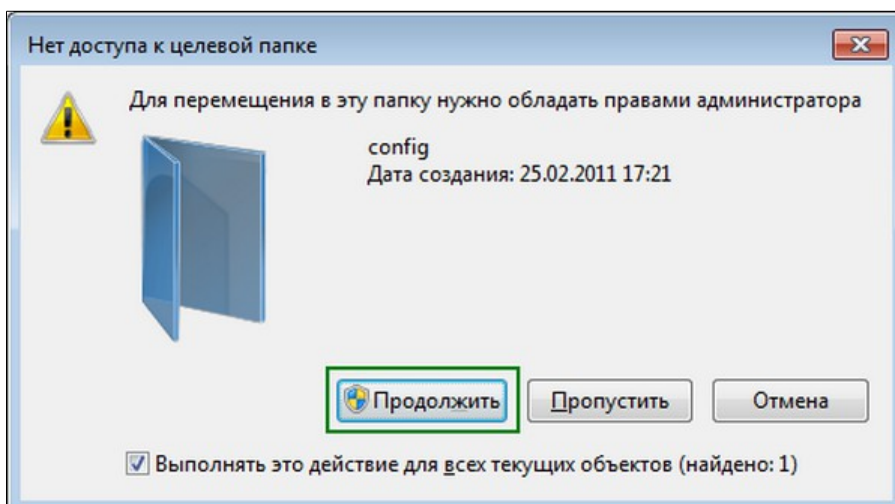 Нет доступа к целевой папке
Для перемещения в эту папку нужно обладать правами администратора
config
Дата создания: 25.02.2011 17:21
Продолжить Пропустить Отмена
Выполнять это действие для всех текущих объектов (найдено: 1)